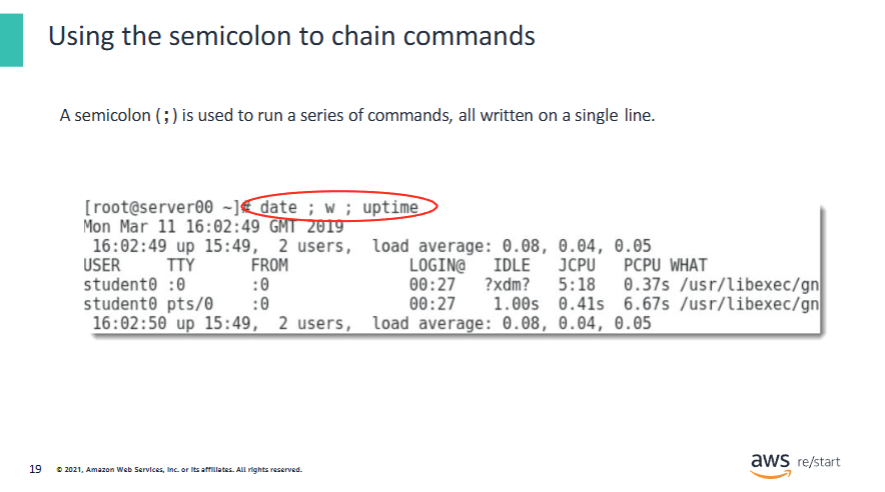 Using the semicolon to chain commands
A semicolon (;) is used to run a series of commands, all written on a single line.
[root@server00 ~]# date ; w ; uptime
Mon Mar 11 16:02:49 GMT 2019
 16:02:49 up 15:49,  2 users,  load average: 0.08, 0.04, 0.05
USER     TTY      FROM             LOGIN@   IDLE   JCPU   PCPU WHAT
student0 :0       :0               00:27   ?xdm?   5:18   0.37s /usr/libexec/gn
student0 pts/0    :0               00:27    1.00s  0.41s  6.67s /usr/libexec/gn
 16:02:50 up 15:49,  2 users,  load average: 0.08, 0.04, 0.05
19 © 2021, Amazon Web Services, Inc. or its affiliates. All rights reserved.
aws re/start